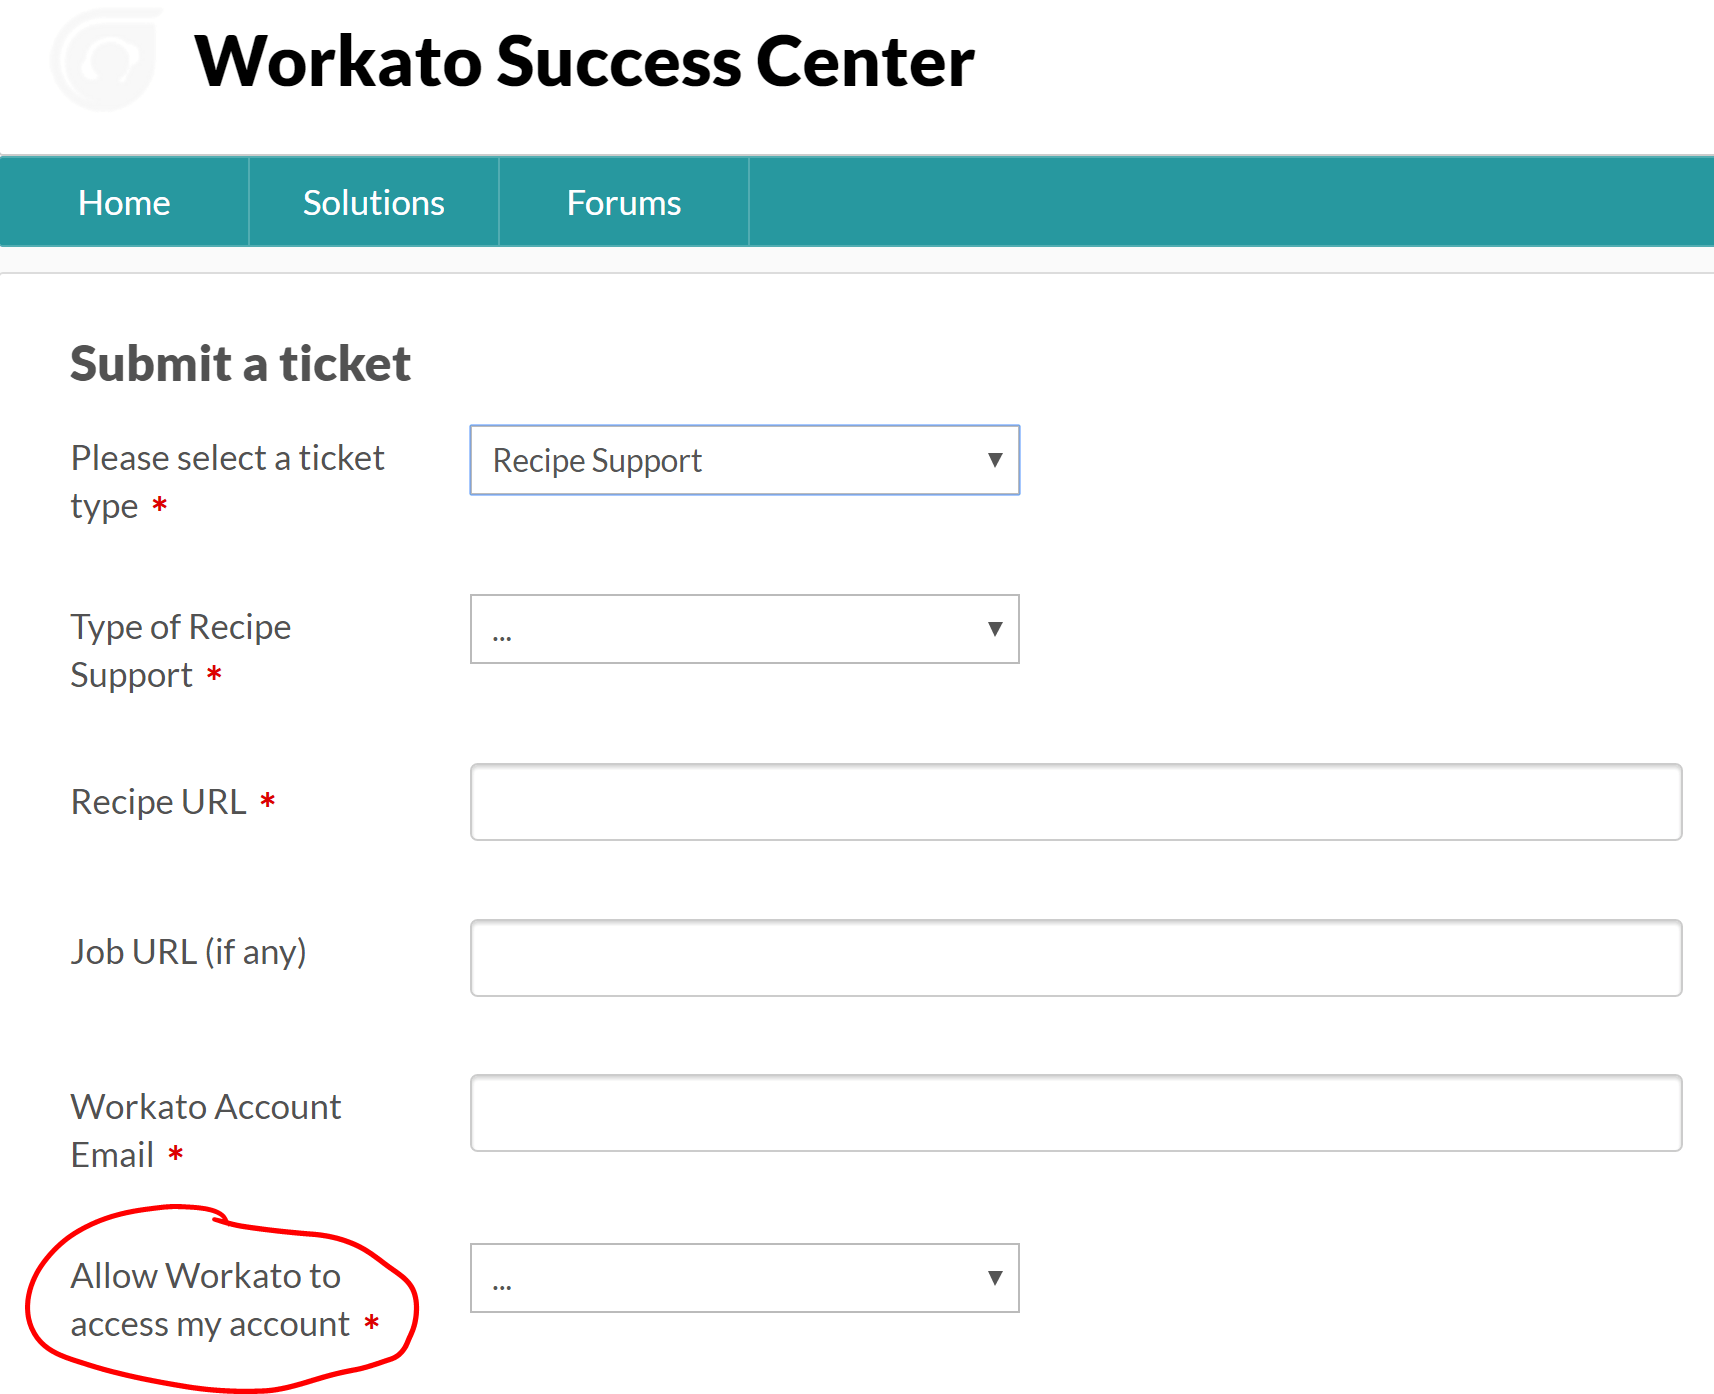 Workato Success Center
Home
Solutions
Forums
Submit a ticket
Please select a ticket
type *
Recipe Support
Type of Recipe
Support *
...
Recipe URL *
Job URL (if any)
Workato Account
Email *
Allow Workato to
access my account *
...